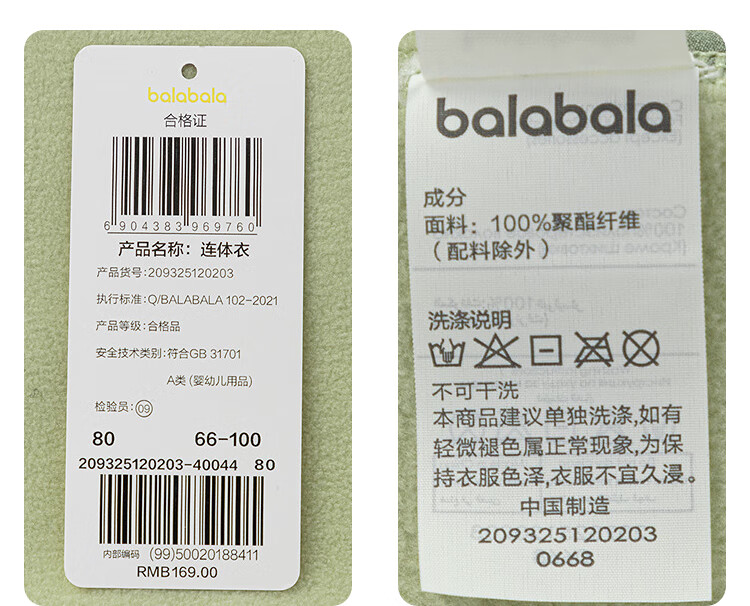 balabala
合格证
6904383969760
产品名称：连体衣
产品货号:209325120203
执行标准:Q/BALABALA 102-2021
产品等级:合格品
安全技术类别:符合GB 31701
A类 (婴幼儿用品)
检验员:09
80 66-100
209325120203-40044 80
内部编码 (99)50020188411
RMB169.00
balabala
成分
面料：100%聚酯纤维
（配料除外）
洗涤说明
不可干洗
本商品建议单独洗涤,如有
轻微褪色属正常现象,为保
持衣服色泽,衣服不宜久浸。
中国制造
209325120203
0668